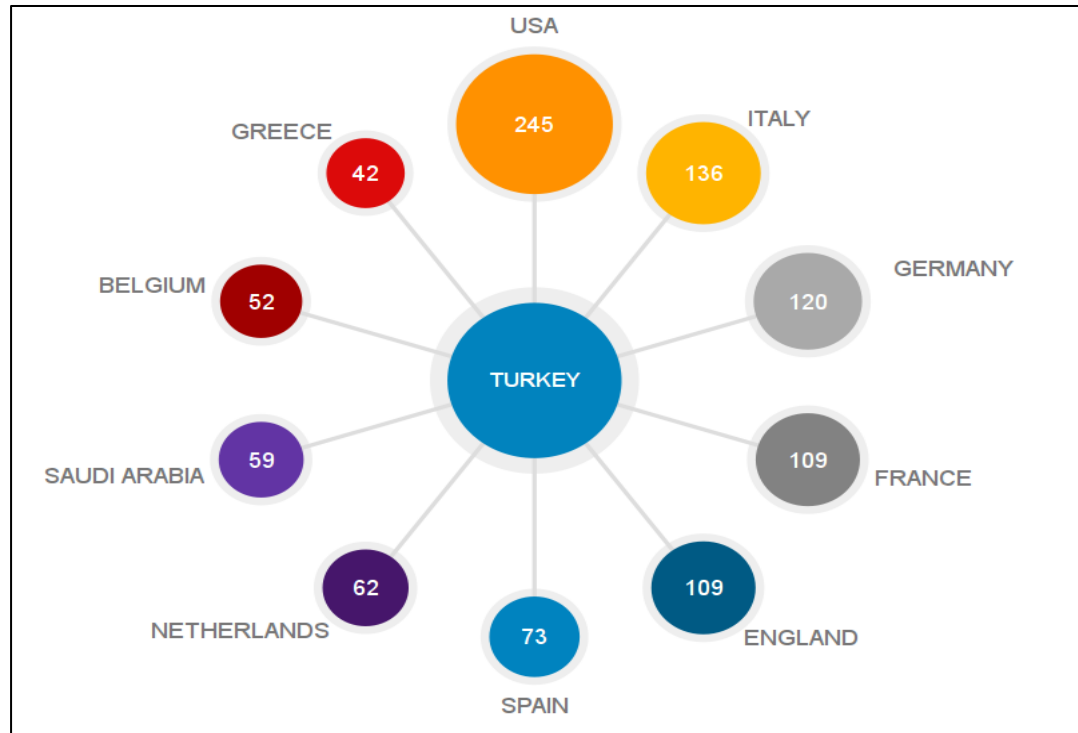 USA
245
ITALY
136
GREECE
42
GERMANY
120
BELGIUM
52
TURKEY
FRANCE
109
SAUDI ARABIA
59
ENGLAND
109
NETHERLANDS
62
SPAIN
73